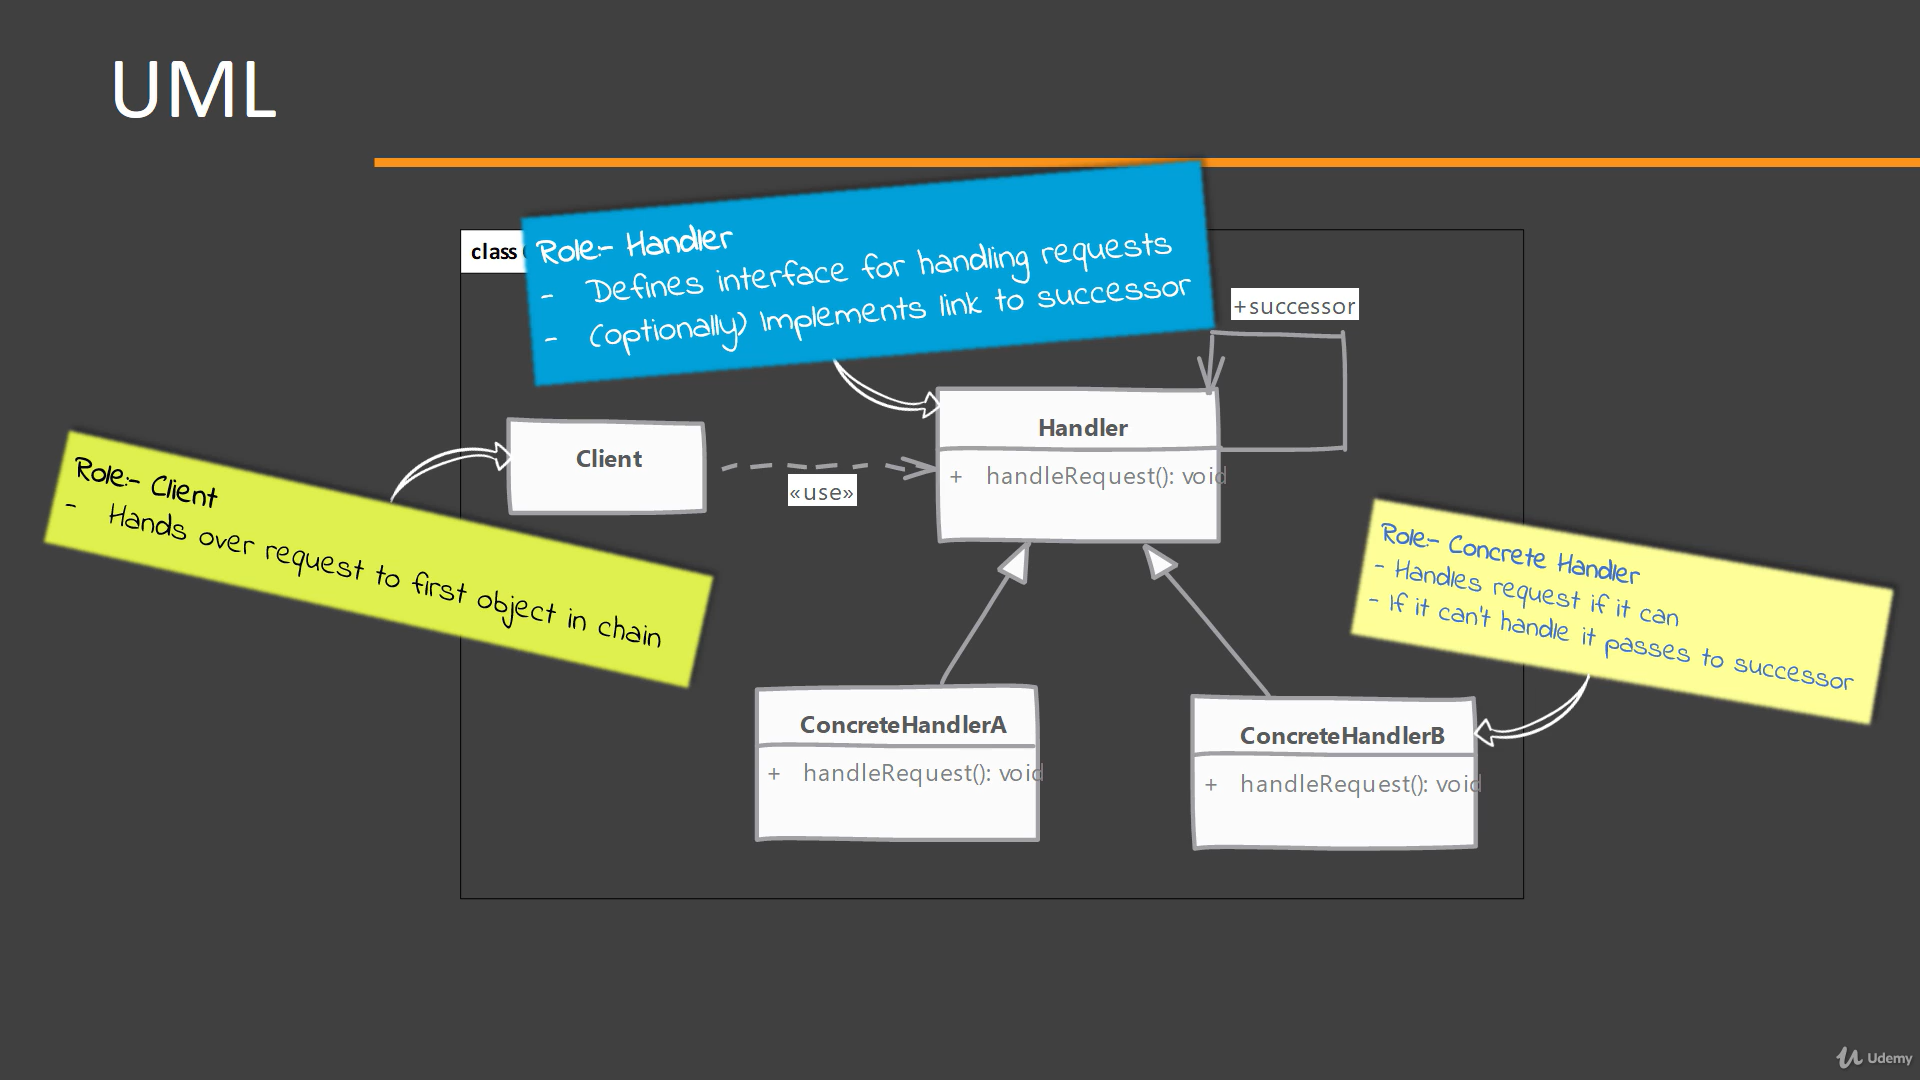 UML
class
Role:- Handler
- Defines interface for handling requests
- (optionally) Implements link to successor
+successor
Handler
+ handleRequest(): void
Client
«use»
Role:- Client
- Hands over request to first object in chain
Role:- Concrete Handler
- Handles request if it can
- If it can't handle it passes to successor
ConcreteHandlerA
+ handleRequest(): void
ConcreteHandlerB
+ handleRequest(): void
Udemy